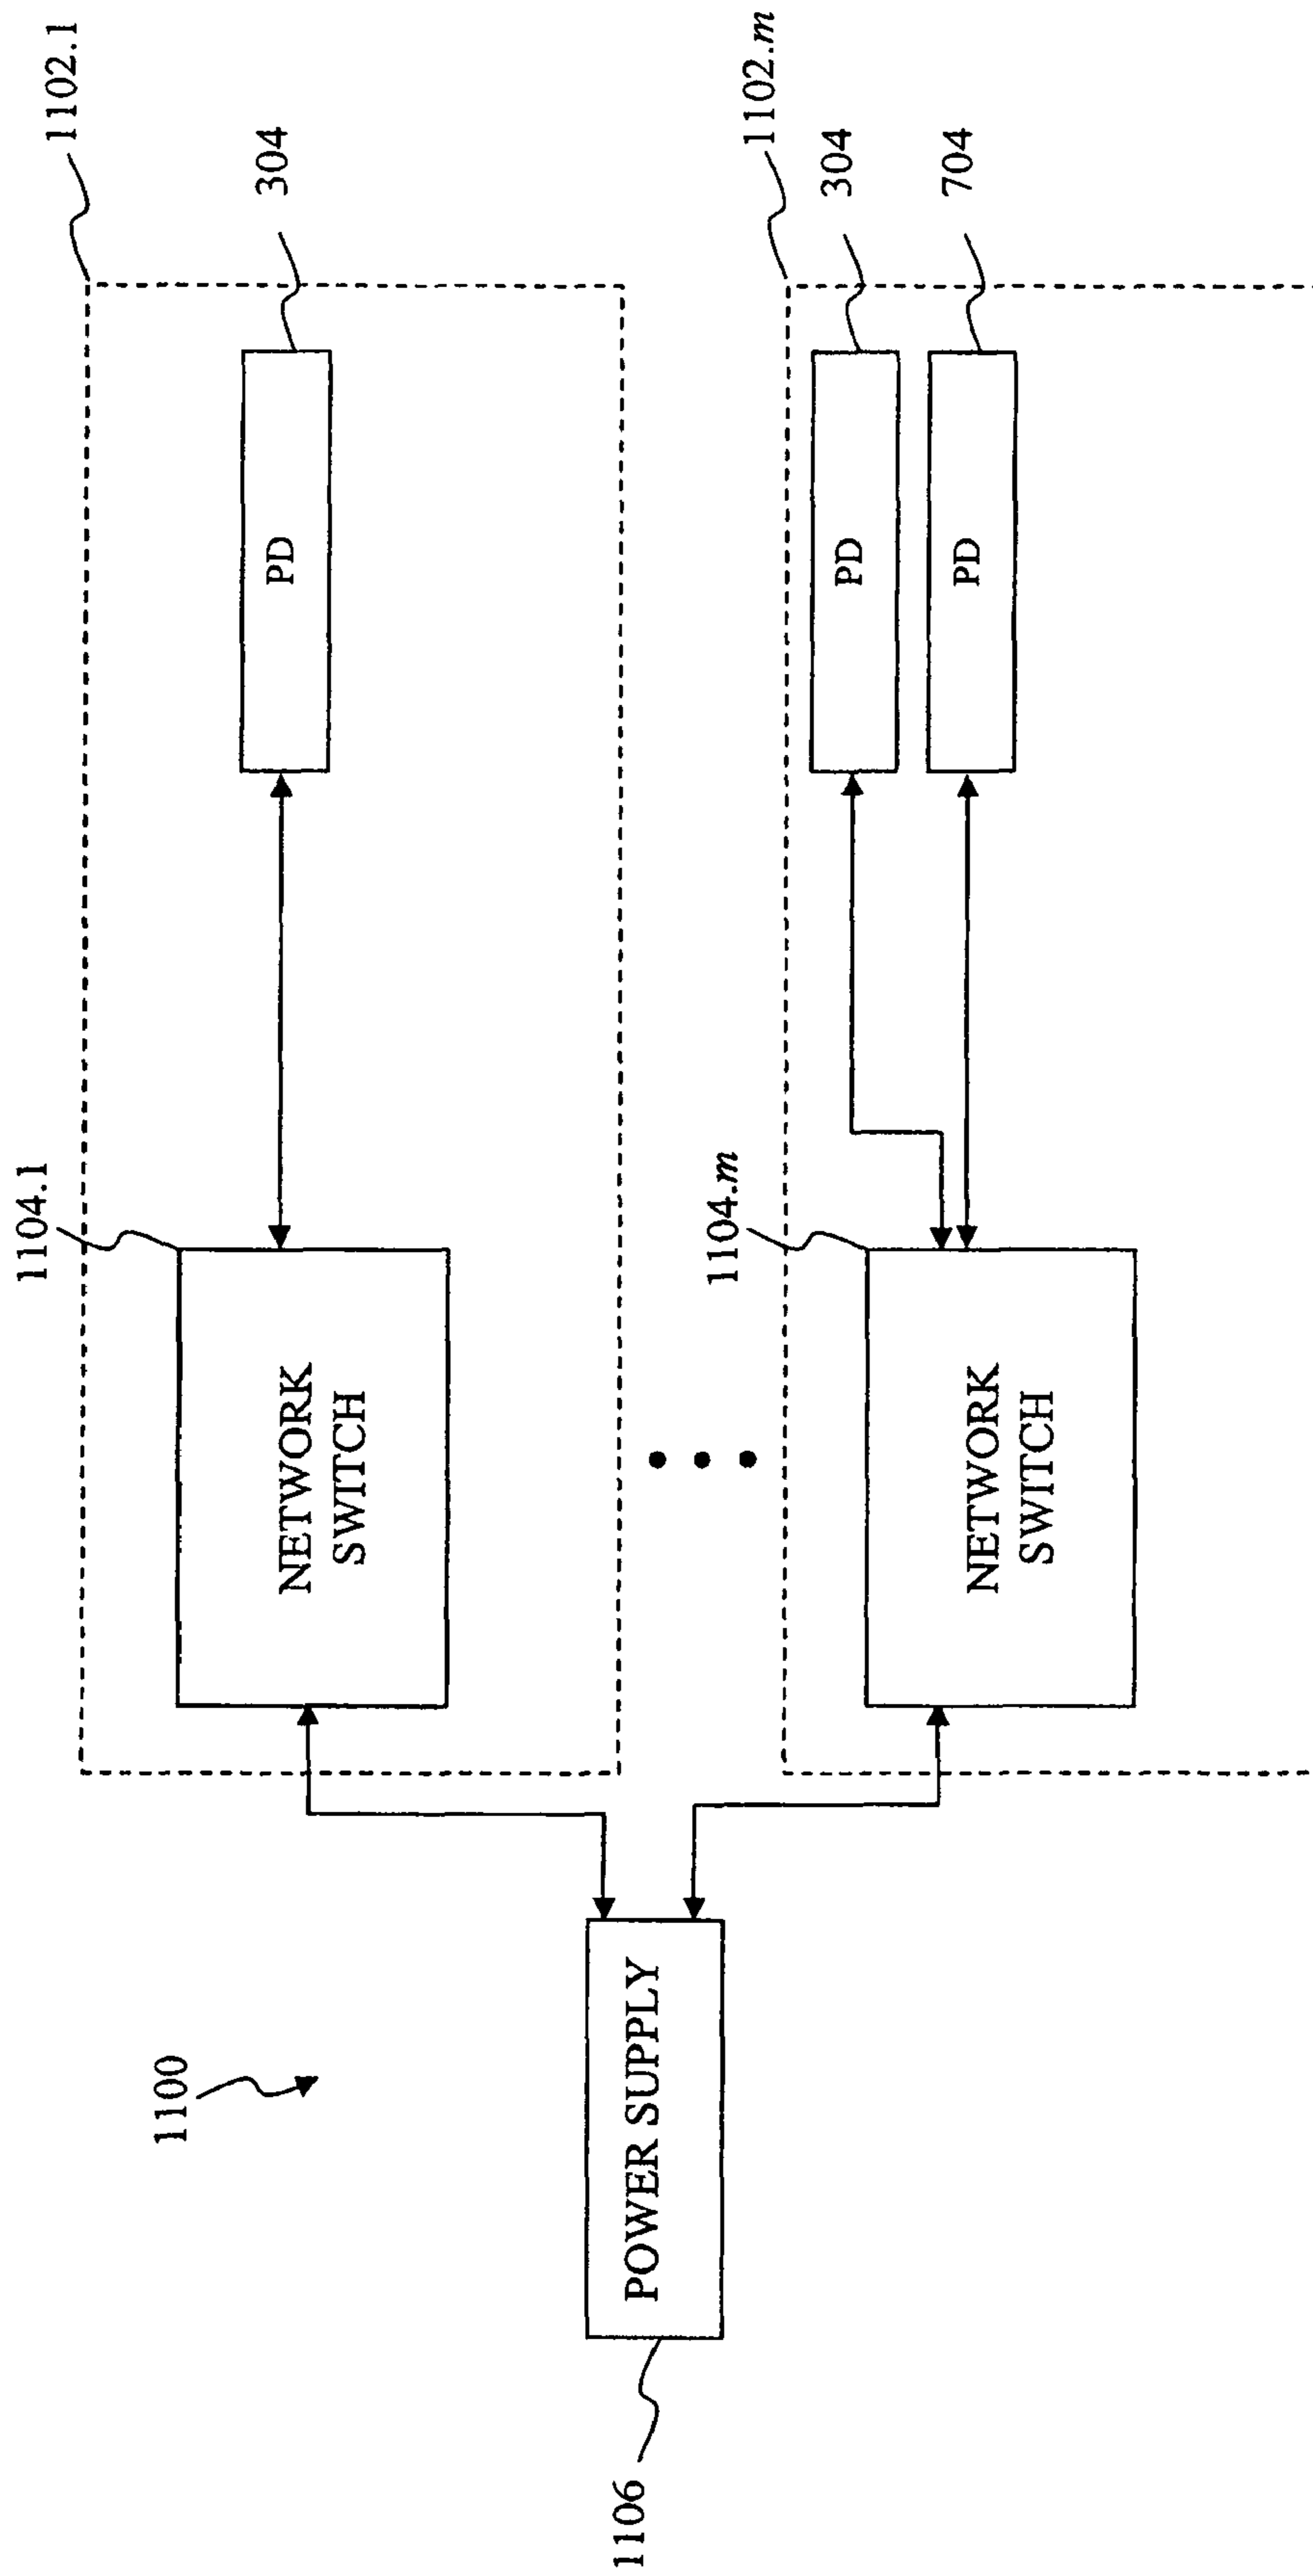 1102.1
304
1104.1
PD
NETWORK
SWITCH
1100
1102.m
304
704
1104.m
PD
PD
NETWORK
SWITCH
POWER SUPPLY
1106